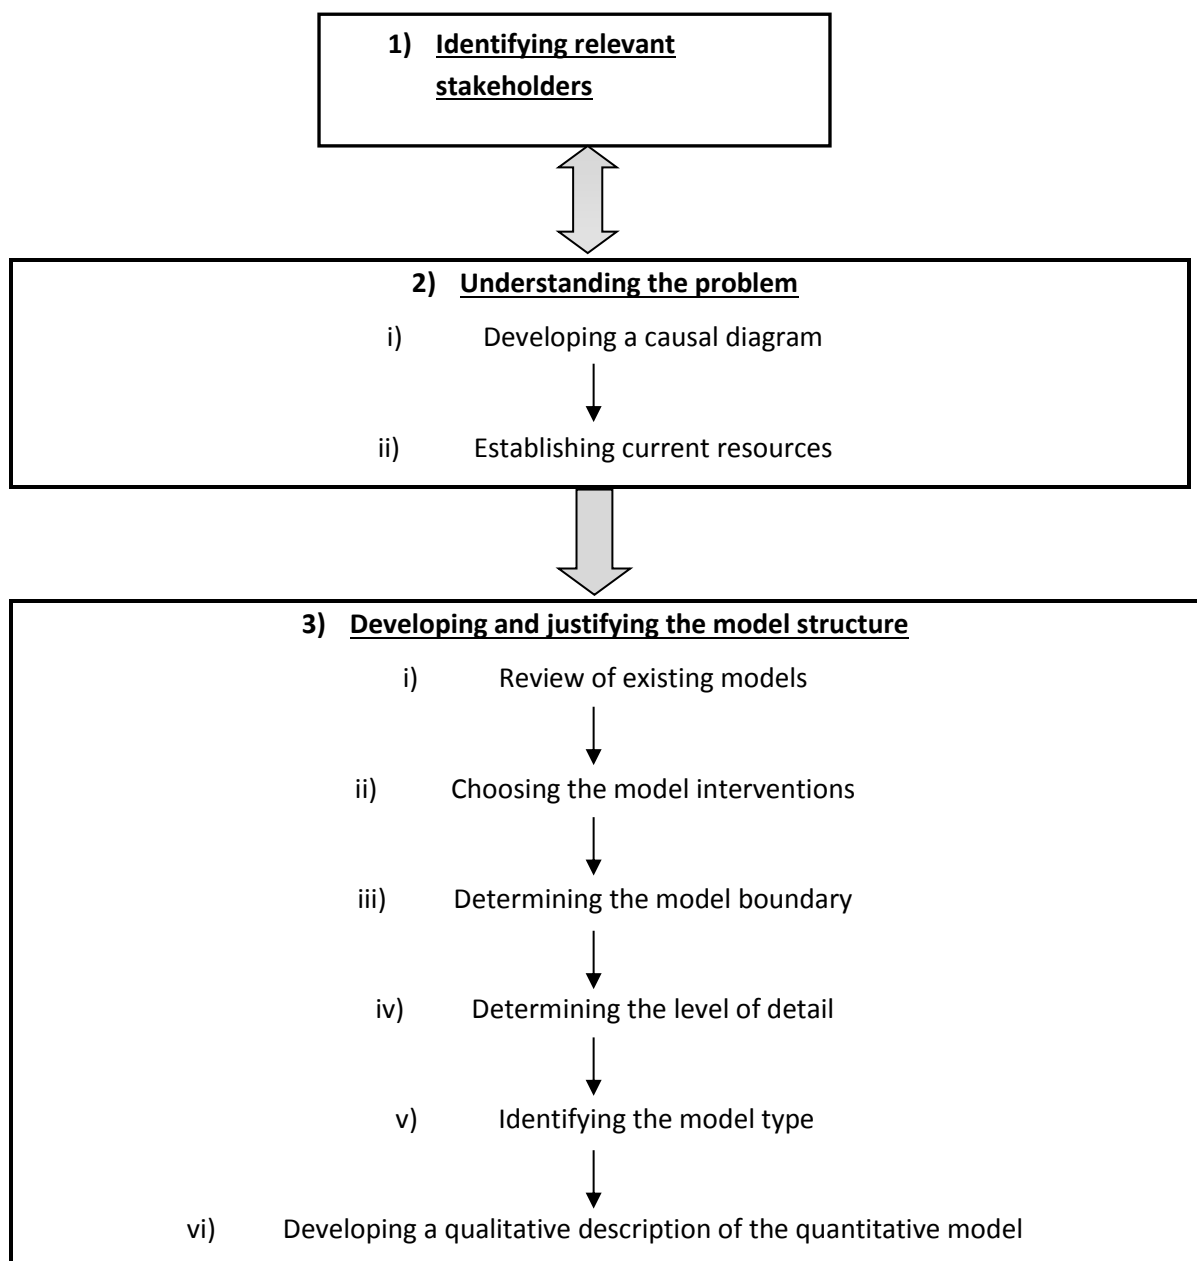 1) Identifying relevant
stakeholders
2) Understanding the problem
i) Developing a causal diagram
ii) Establishing current resources
3) Developing and justifying the model structure
i) Review of existing models
ii) Choosing the model interventions
iii) Determining the model boundary
iv) Determining the level of detail
v) Identifying the model type
vi) Developing a qualitative description of the quantitative model